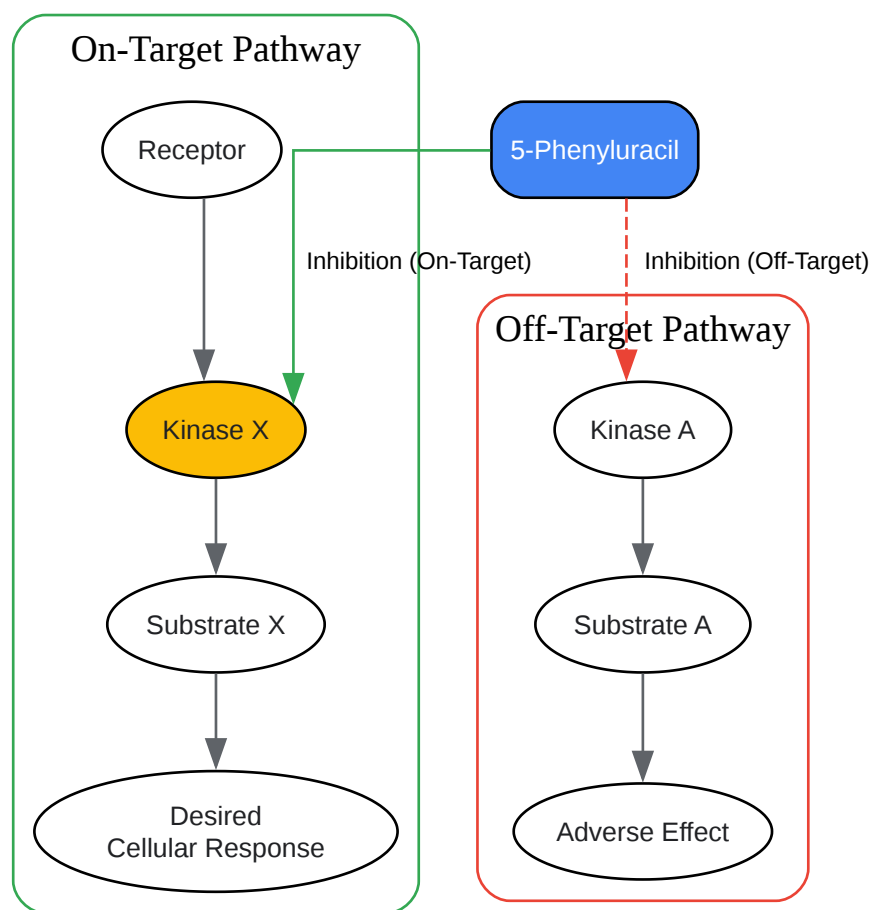 On-Target Pathway
Receptor
5-Phenyluracil
Inhibition (On-Target)
Inhibition (Off-Target)
Off-Target Pathway
Kinase X
Kinase A
Substrate X
Substrate A
Desired
Cellular Response
Adverse Effect